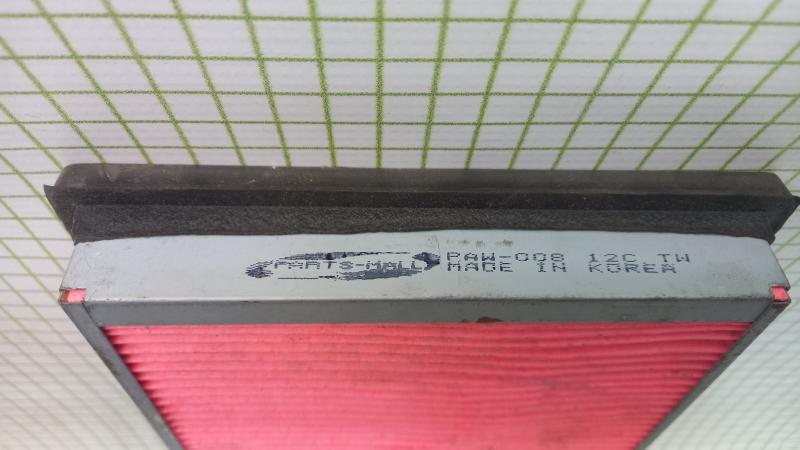 PARTS-MALL
PAW-008 12C TW
MADE IN KOREA